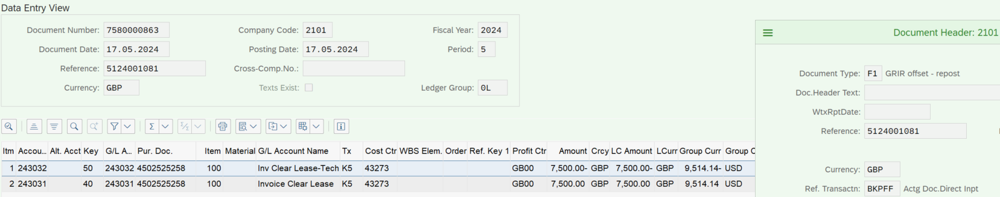 Data Entry View
Document Number: 7580000863 Company Code: 2101 Fiscal Year: 2024
Document Header: 2101
Document Date: 17.05.2024 Posting Date: 17.05.2024 Period: 5
Reference: 5124001081 Cross-Comp.No.:
Document Type: F1 GRIR offset - repost
Currency: GBP Texts Exist: Ledger Group: 0L
Doc.Header Text:
WtxRptDate:
Reference: 5124001081
Itm Accou... Alt. Acct Key G/L A... Pur. Doc. Item Material G/L Account Name Tx Cost Ctr WBS Elem. Order Ref. Key 1 Profit Ctr Amount Crcy LC Amount LCurr Group Curr Group C
1 243032 50 243032 4502525258 100 Inv Clear Lease-Tech K5 43273 GB00 7,500.00- GBP 7,500.00- GBP 9,514.14- USD
Currency: GBP
2 243031 40 243031 4502525258 100 Invoice Clear Lease K5 43273 GB00 7,500.00 GBP 7,500.00 GBP 9,514.14 USD
Ref. Transactn: BKPFF Actg Doc.Direct Inpt